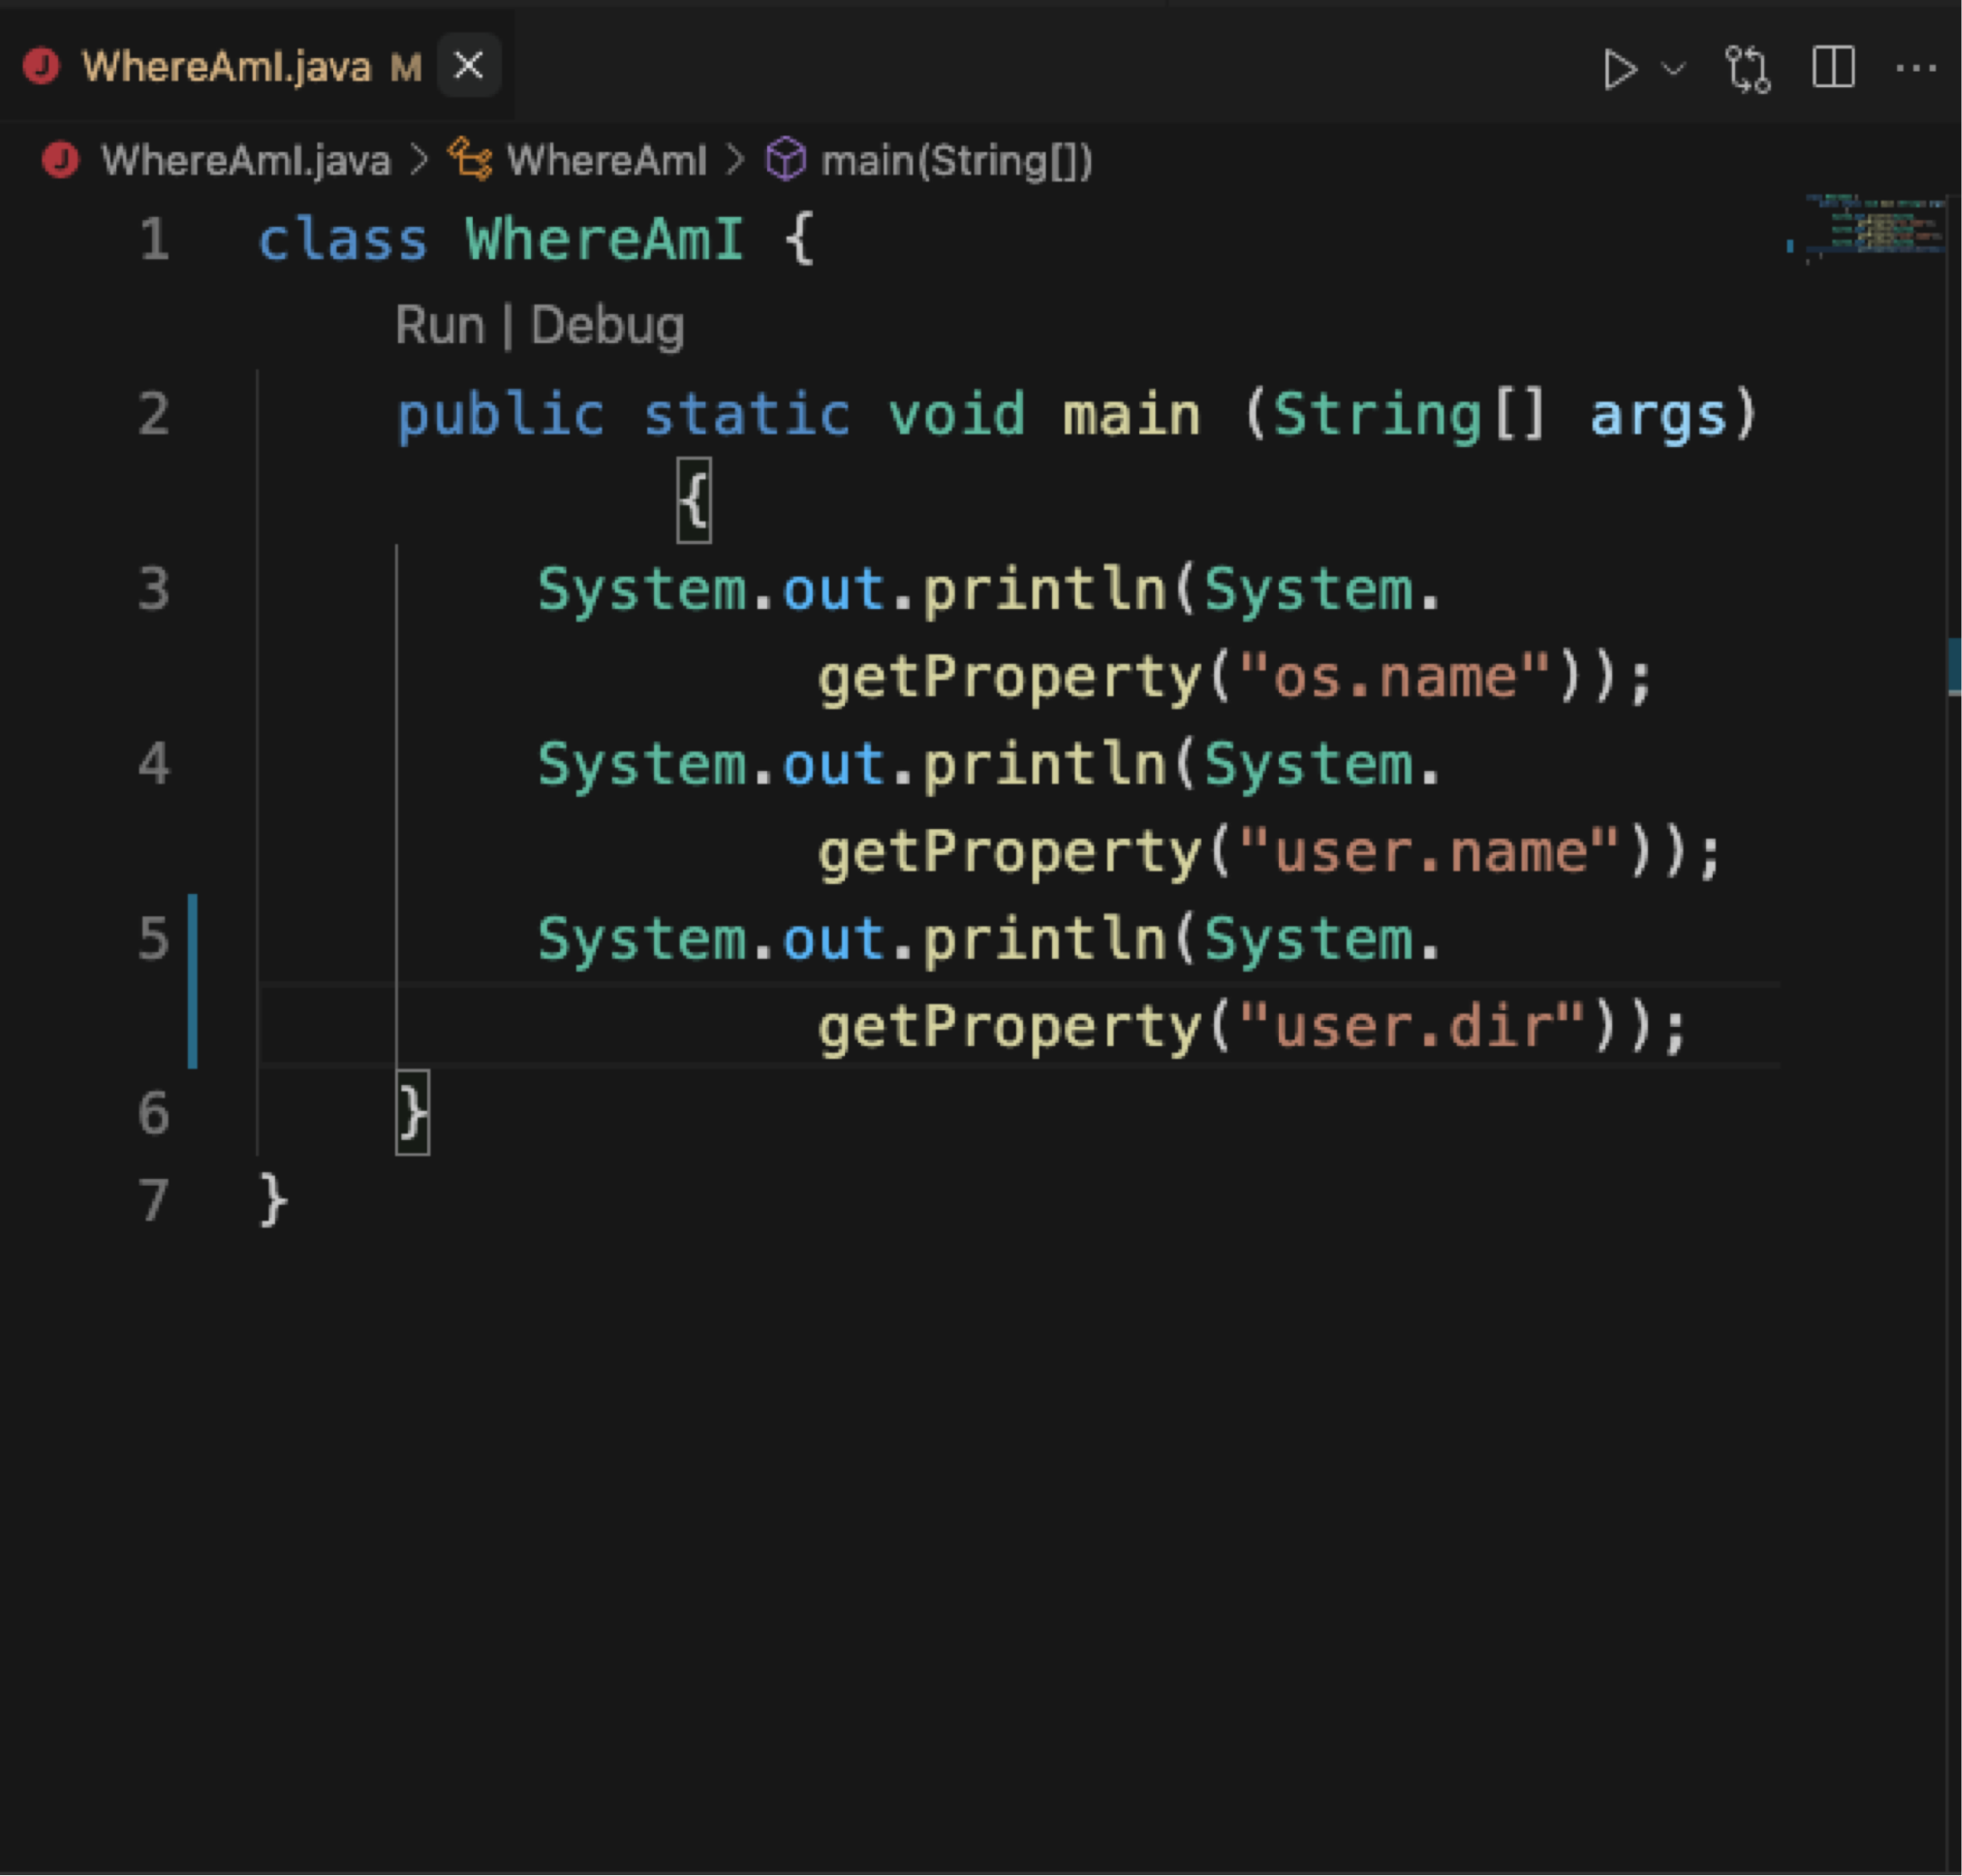 WhereAmI.java M
WhereAmI.java > WhereAmI > main(String[])
1 class WhereAmI {
Run | Debug
2 public static void main (String[] args)
{
3 System.out.println(System.
getProperty("os.name"));
4 System.out.println(System.
getProperty("user.name"));
5 System.out.println(System.
getProperty("user.dir"));
6 }
7 }